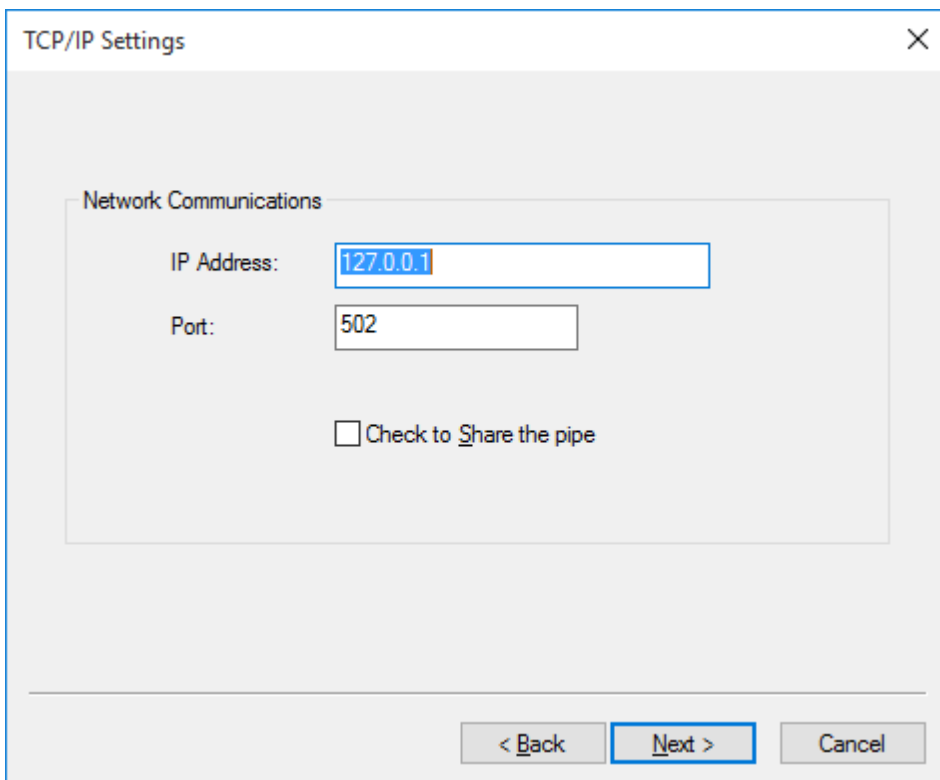 TCP/IP Settings
Network Communications
IP Address: 127.0.0.1
Port: 502
Check to Share the pipe
< Back Next > Cancel